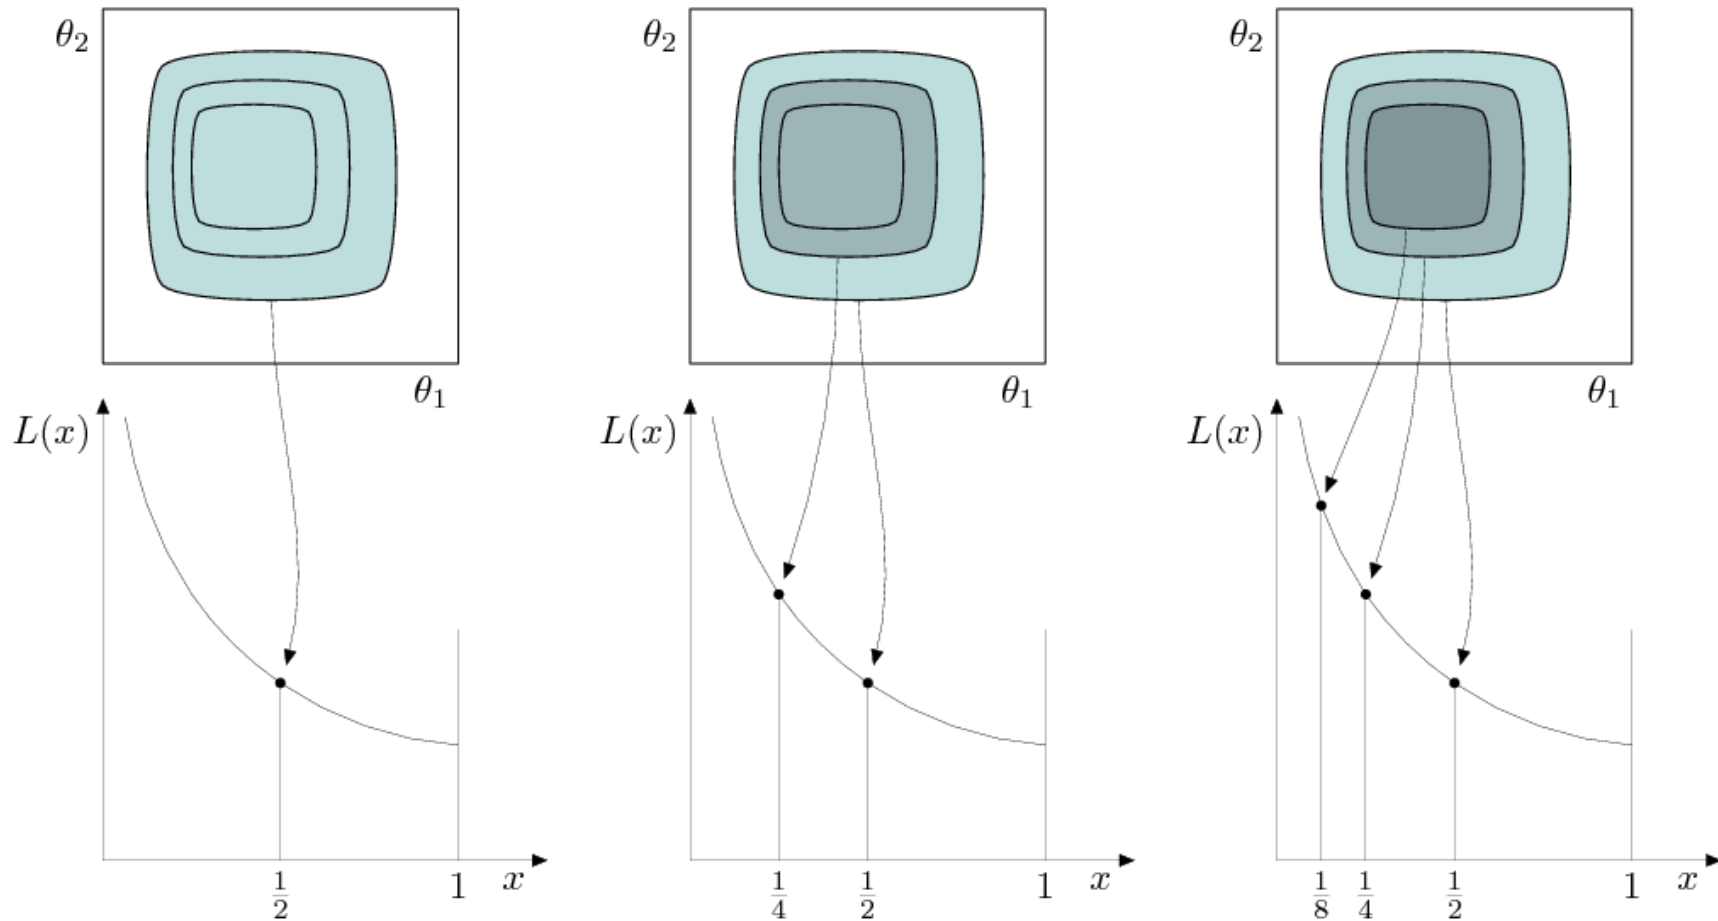 θ₂ θ₂ θ₂
θ₁ θ₁ θ₁
L(x) L(x) L(x)
1/2 1 x 1/4 1/2 1 x 1/8 1/4 1/2 1 x